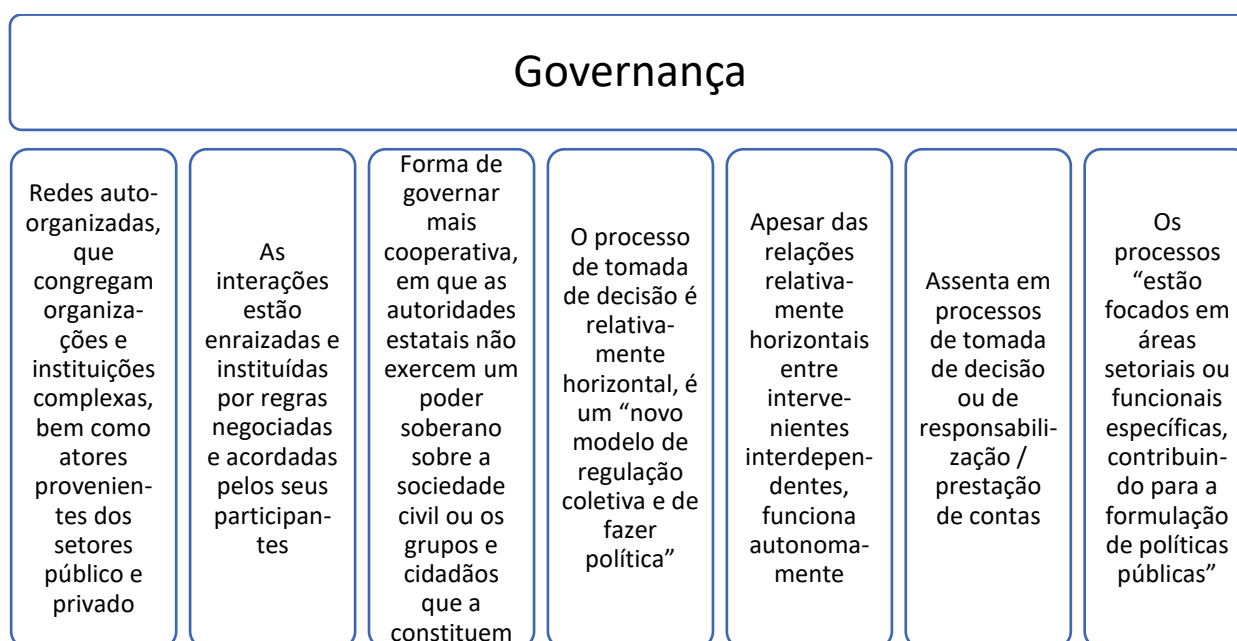 Governança
Redes auto-
organizadas,
que
congregam
organiza-
ções e
instituições
complexas,
bem como
atores
provenien-
tes dos
setores
público e
privado
As
interações
estão
enraizadas e
instituídas
por regras
negociadas
e acordadas
pelos seus
participan-
tes
Forma de
governar
mais
cooperativa,
em que as
autoridades
estatais não
exercem um
poder
soberano
sobre a
sociedade
civil ou os
grupos e
cidadãos
que a
constituem
O processo
de tomada
de decisão é
relativa-
mente
horizontal, é
um “novo
modelo de
regulação
coletiva e de
fazer
política”
Apesar das
relações
relativa-
mente
horizontais
entre
interve-
nientes
interdepen-
dentes,
funciona
autonoma-
mente
Assenta em
processos
de tomada
de decisão
ou de
responsabili-
zação /
prestação
de contas
Os
processos
“estão
focados em
áreas
setoriais ou
funcionais
específicas,
contribuin-
do para a
formulação
de políticas
públicas”